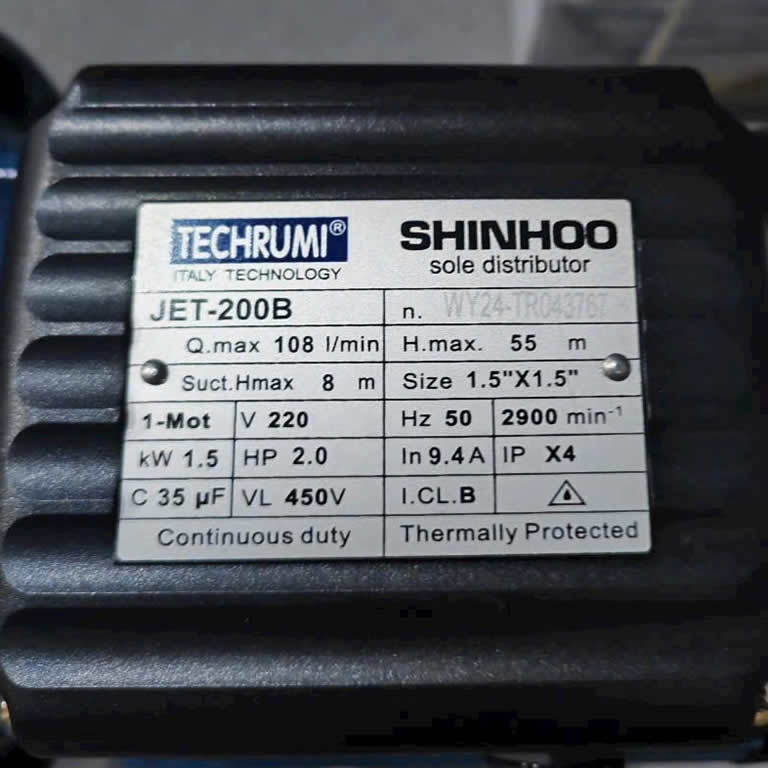 TECHRUMI® SHINHOO
ITALY TECHNOLOGY sole distributor
JET-200B n. WY24-TR043767
Q.max 108 l/min H.max. 55 m
Suct.Hmax 8 m Size 1.5"X1.5"
1-Mot V 220 Hz 50 2900 min⁻¹
kW 1.5 HP 2.0 In 9.4 A IP X4
C 35 µF VL 450V I.CL.B
Continuous duty Thermally Protected